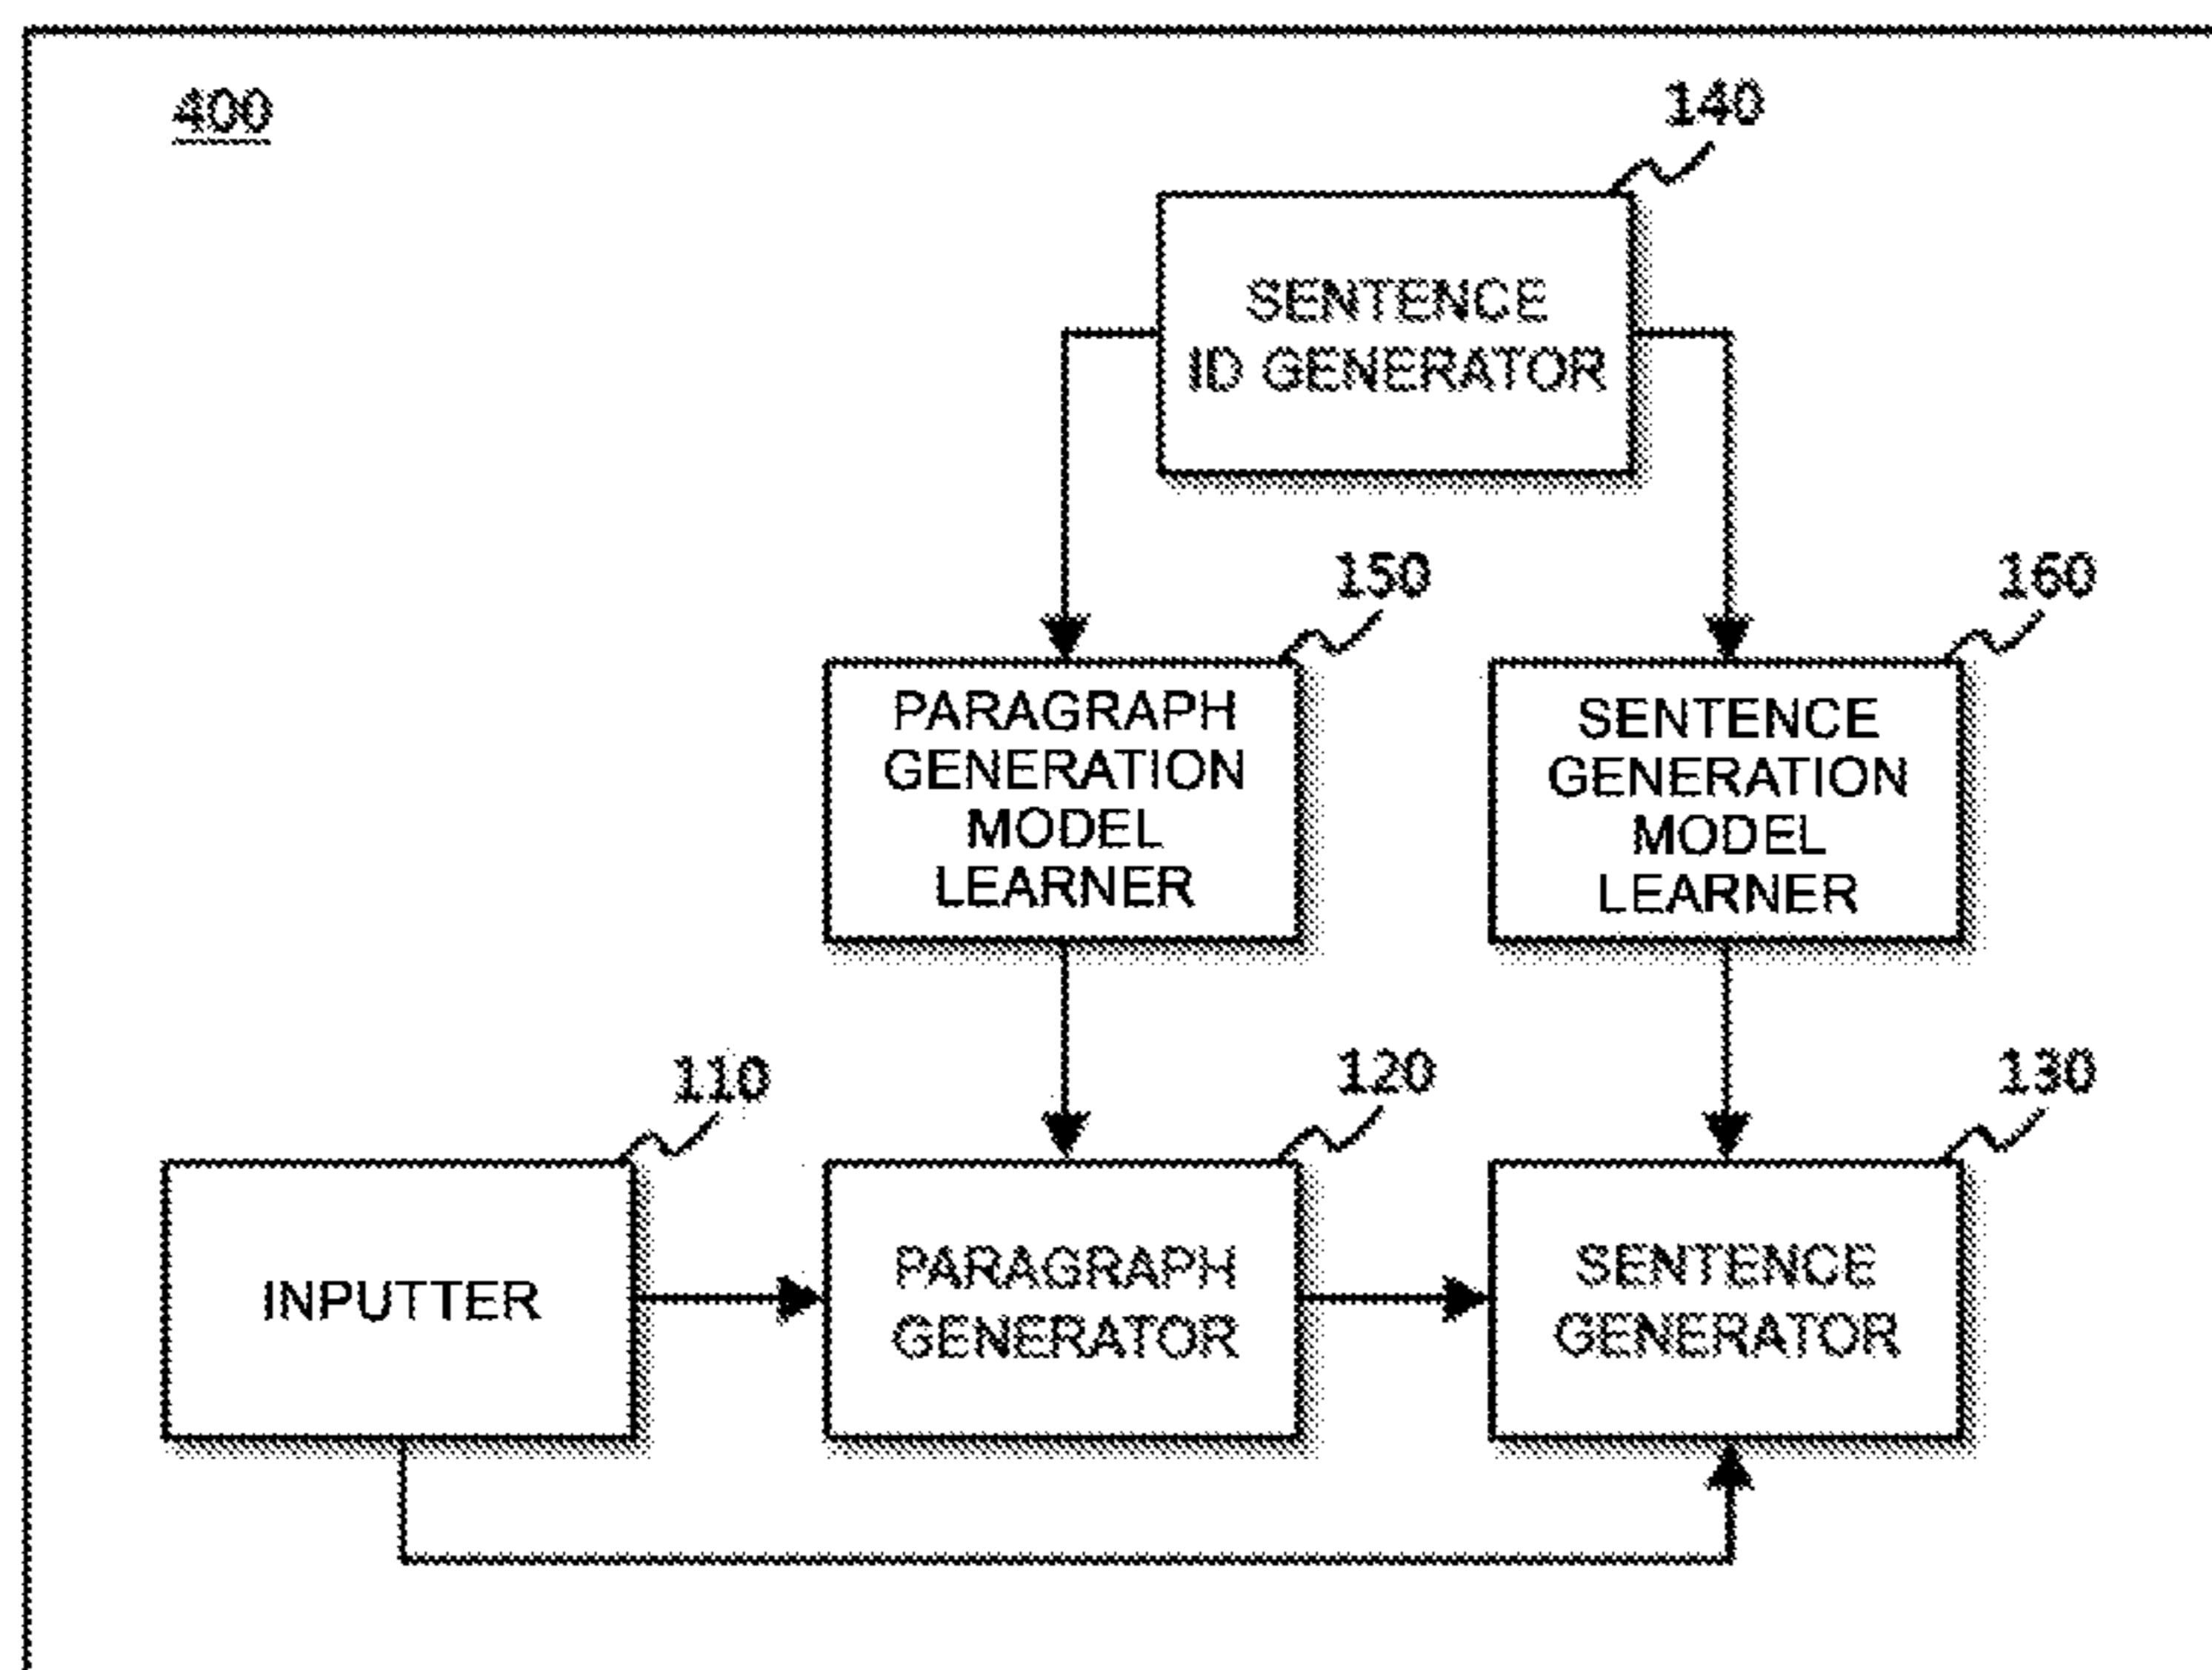 400
140
SENTENCE
ID GENERATOR
150
160
PARAGRAPH
GENERATION
MODEL
LEARNER
SENTENCE
GENERATION
MODEL
LEARNER
110
120
130
INPUTTER
PARAGRAPH
GENERATOR
SENTENCE
GENERATOR